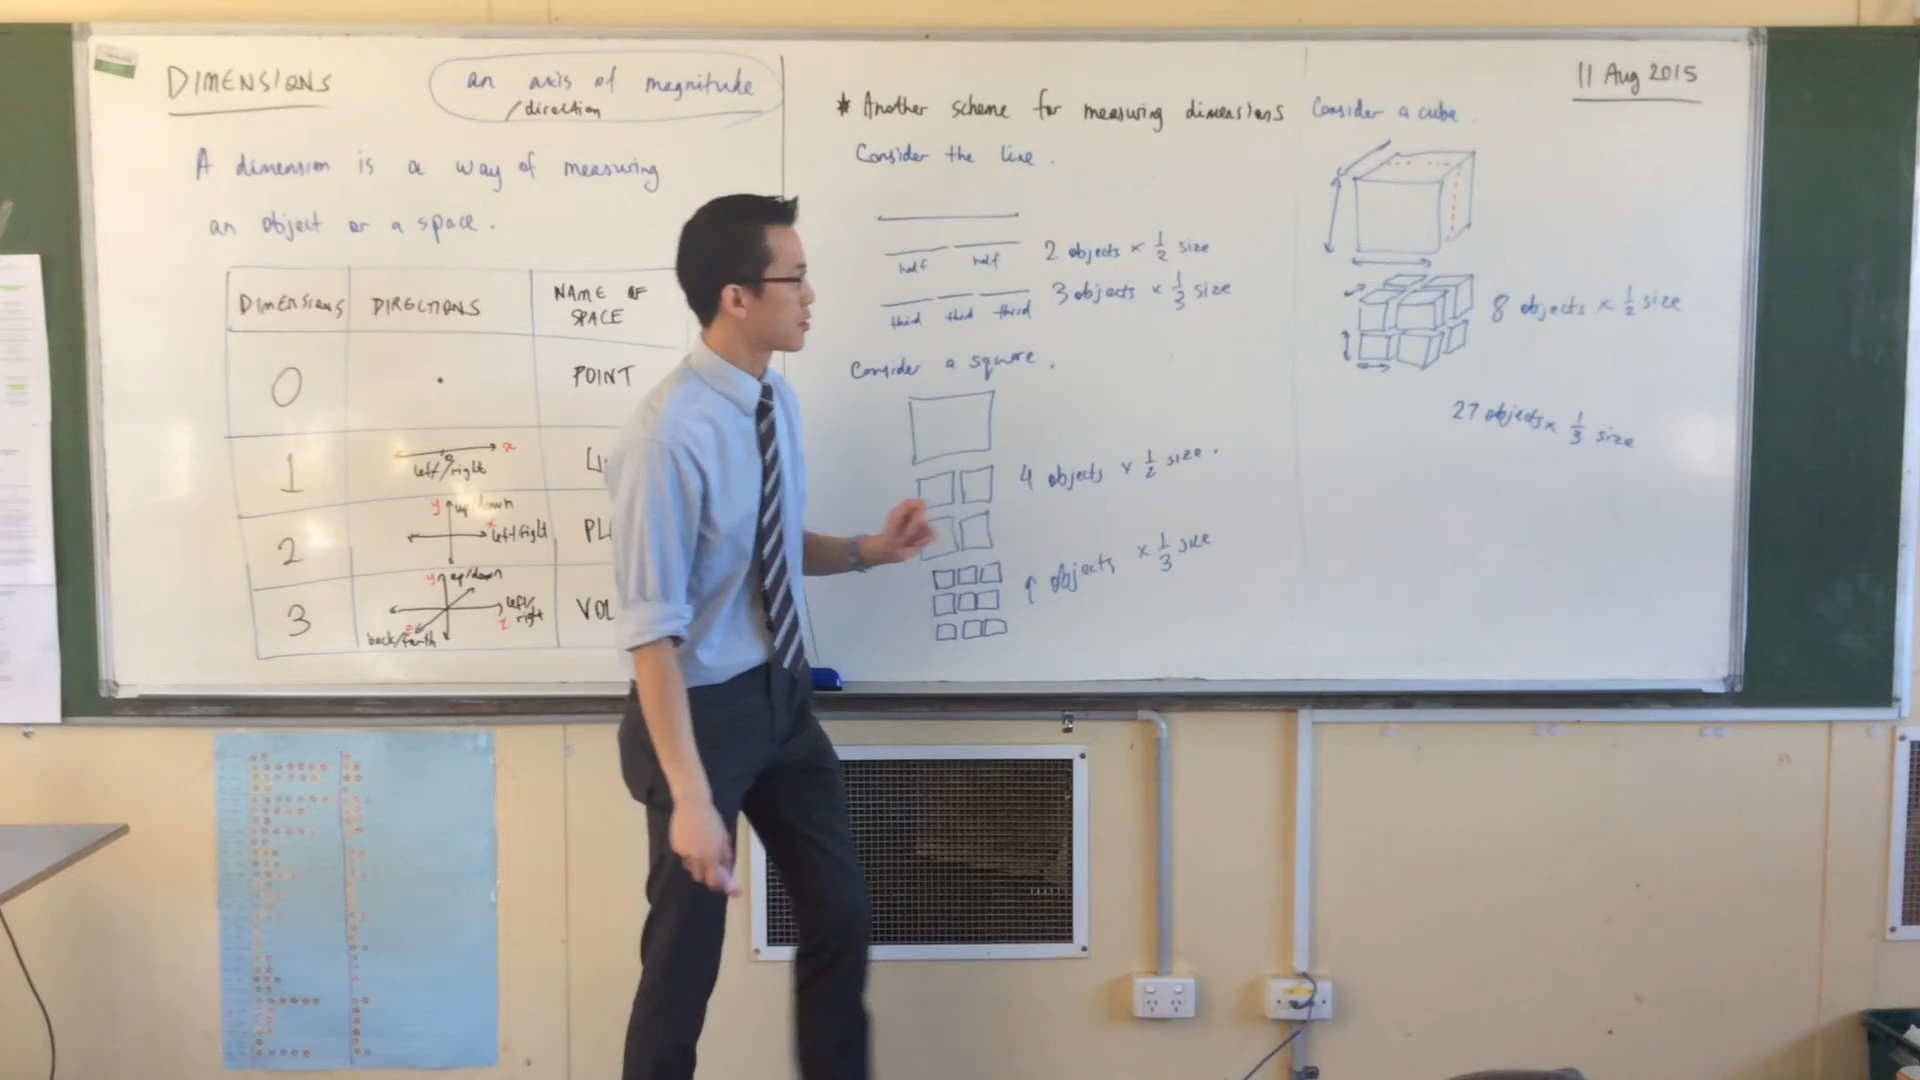 DIMENSIONS
an axis of magnitude
/direction
A dimension is a way of measuring
an object or a space.
DIMENSIONS DIRECTIONS NAME OF SPACE
0 POINT
1 left/right x
2 y up/down x left/right
3 y up/down left/right z back/forth
* Another scheme for measuring dimensions
Consider the line.
half half 2 objects × 1/2 size
third third third 3 objects × 1/3 size
Consider a square.
4 objects × 1/2 size.
objects × 1/3 size
11 Aug 2015
Consider a cube.
8 objects × 1/2 size
27 objects × 1/3 size